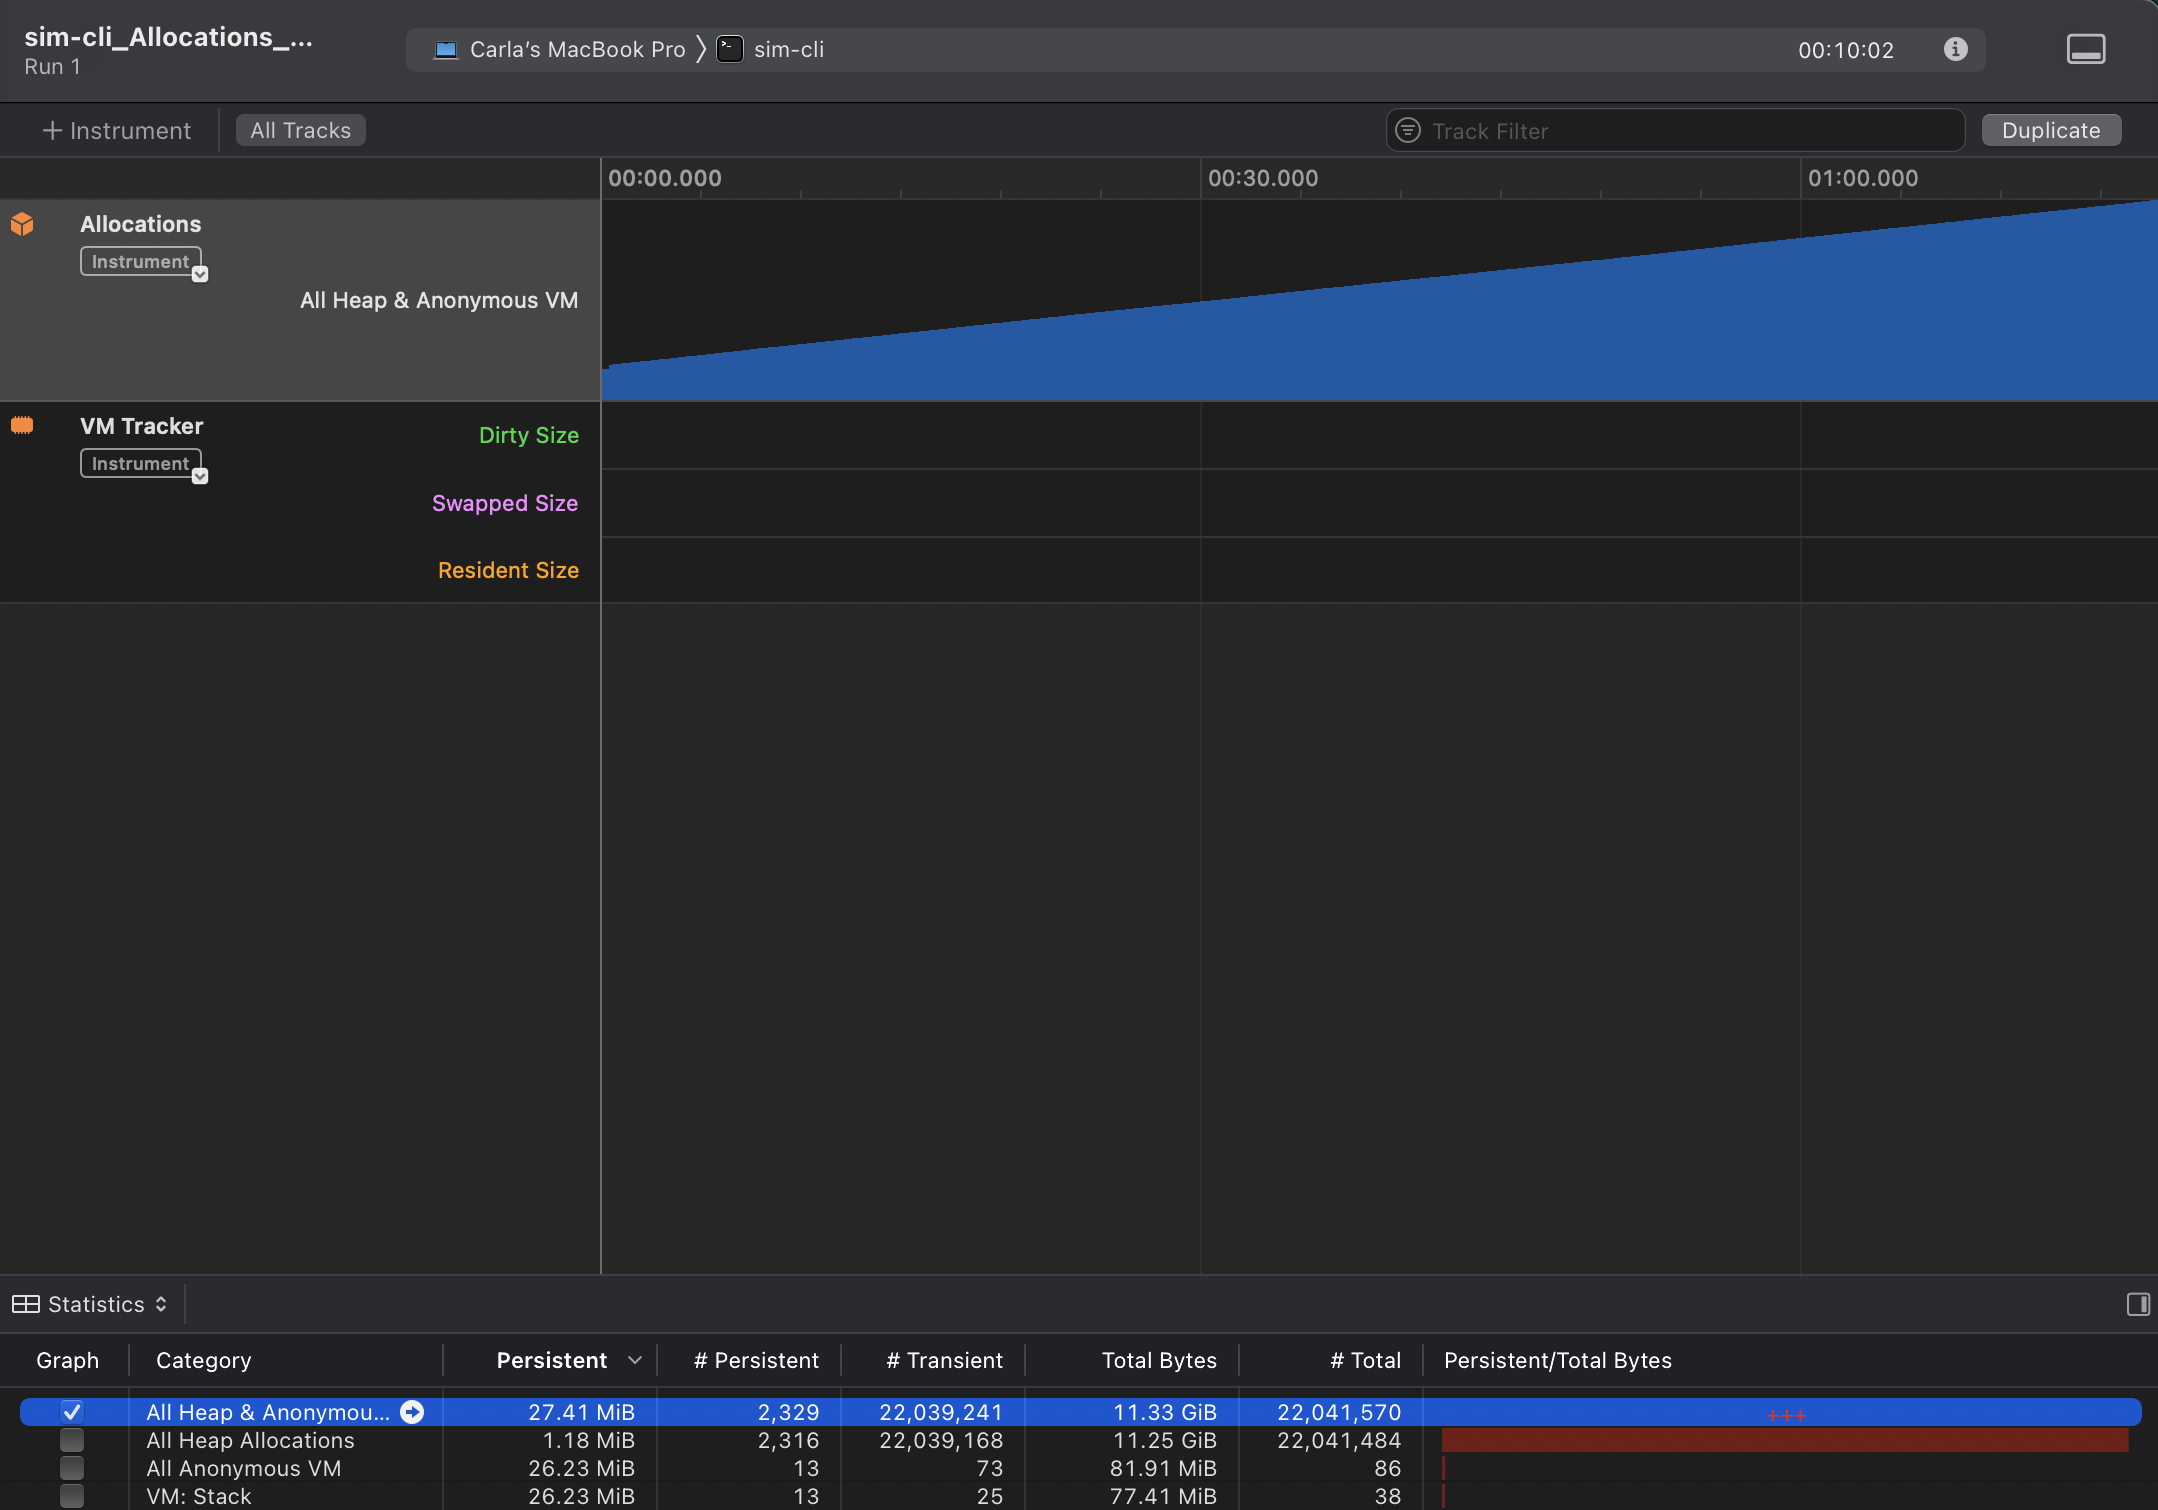 sim-cli_Allocations_...
Run 1
Carla’s MacBook Pro 〉 sim-cli
00:10:02
+ Instrument
All Tracks
Track Filter
Duplicate
00:00.000 00:30.000 01:00.000
Allocations
Instrument
All Heap & Anonymous VM
VM Tracker
Instrument
Dirty Size
Swapped Size
Resident Size
Statistics
Graph Category Persistent # Persistent # Transient Total Bytes # Total Persistent/Total Bytes
All Heap & Anonymou... 27.41 MiB 2,329 22,039,241 11.33 GiB 22,041,570 +++
All Heap Allocations 1.18 MiB 2,316 22,039,168 11.25 GiB 22,041,484
All Anonymous VM 26.23 MiB 13 73 81.91 MiB 86
VM: Stack 26.23 MiB 13 25 77.41 MiB 38